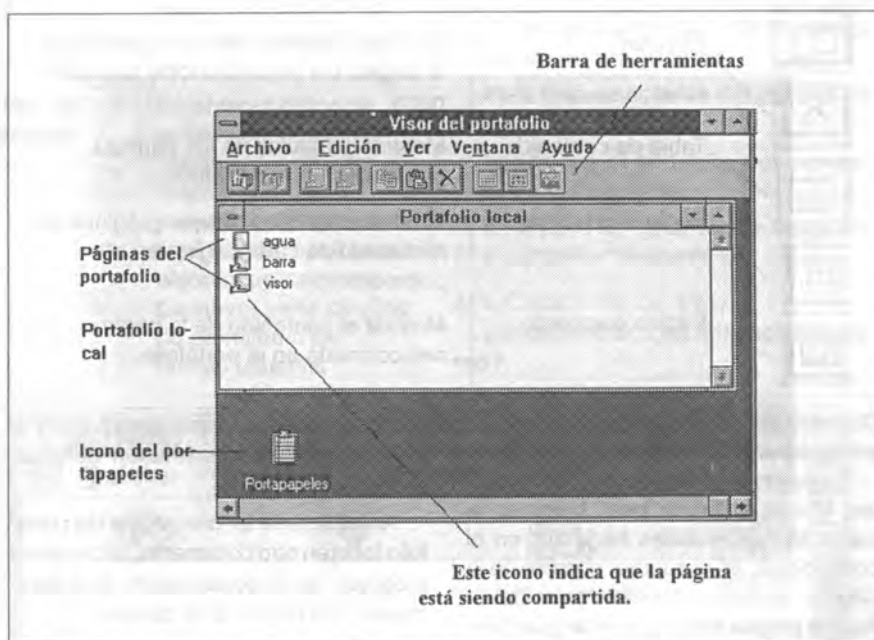 Barra de herramientas
Visor del portafolio
Archivo Edición Ver Ventana Ayuda
Portafolio local
agua
barra
visor
Páginas del
portafolio
Portafolio lo-
cal
Icono del por-
tapapeles
Portapapeles
Este icono indica que la página
está siendo compartida.